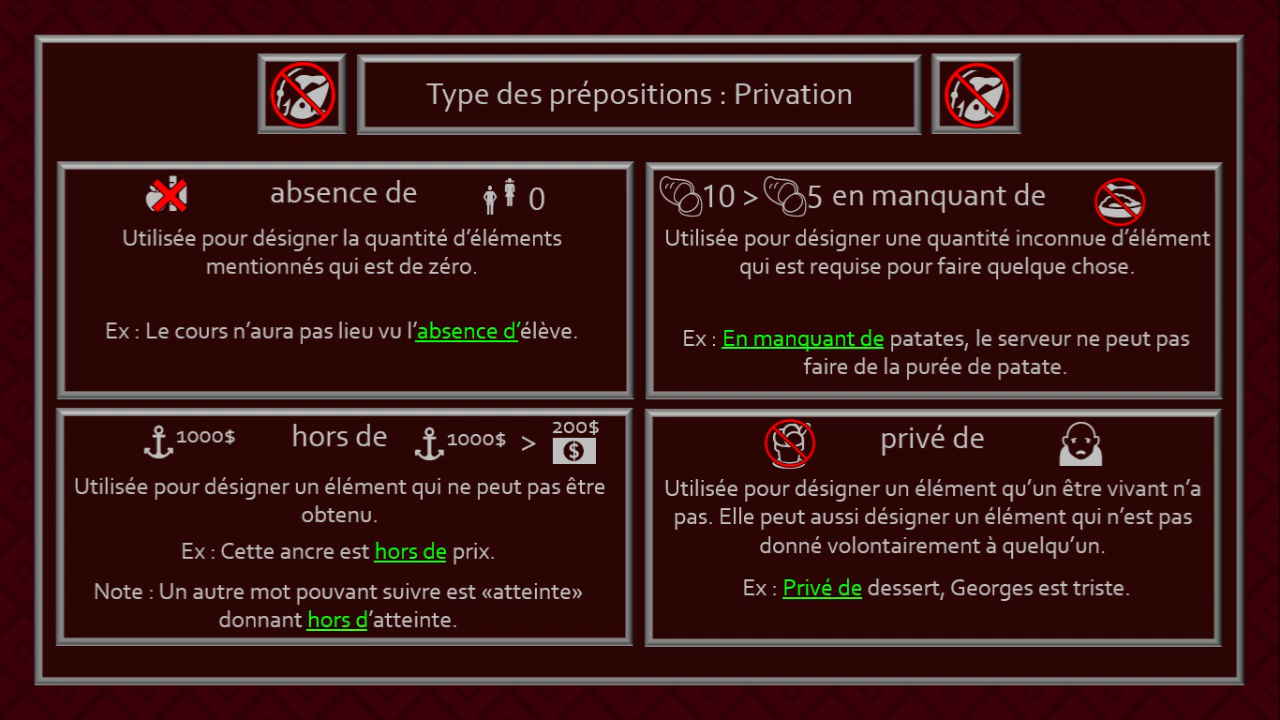 Type des prépositions : Privation
absence de
0
Utilisée pour désigner la quantité d’éléments
mentionnés qui est de zéro.
Ex : Le cours n’aura pas lieu vu l’absence d’élève.
10 > 5 en manquant de
Utilisée pour désigner une quantité inconnue d’élément
qui est requise pour faire quelque chose.
Ex : En manquant de patates, le serveur ne peut pas
faire de la purée de patate.
1000$ hors de 1000$ > 200$
$
Utilisée pour désigner un élément qui ne peut pas être
obtenu.
Ex : Cette ancre est hors de prix.
Note : Un autre mot pouvant suivre est «atteinte»
donnant hors d’atteinte.
privé de
Utilisée pour désigner un élément qu’un être vivant n’a
pas. Elle peut aussi désigner un élément qui n’est pas
donné volontairement à quelqu’un.
Ex : Privé de dessert, Georges est triste.